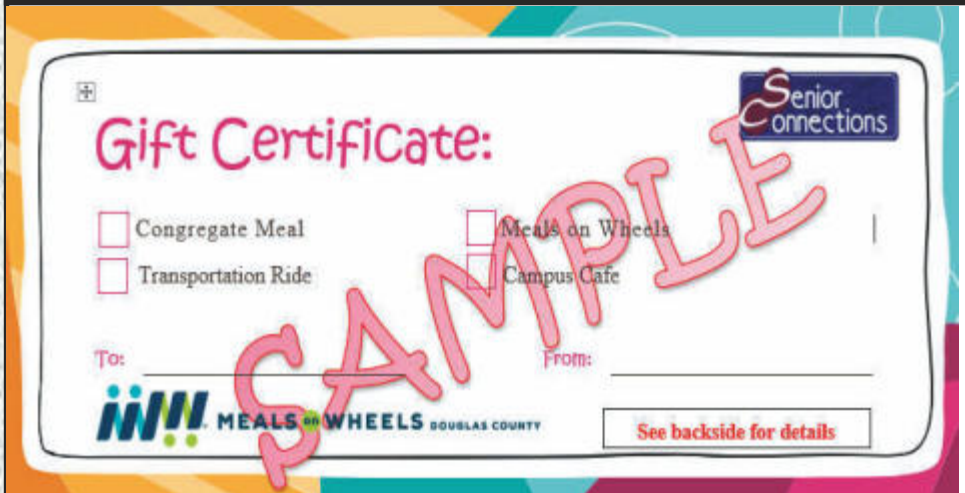 Senior
Connections
Gift Certificate:
Congregate Meal
Meals on Wheels
Transportation Ride
Campus Cafe
SAMPLE
To:
From:
MEALS on WHEELS DOUGLAS COUNTY
See backside for details